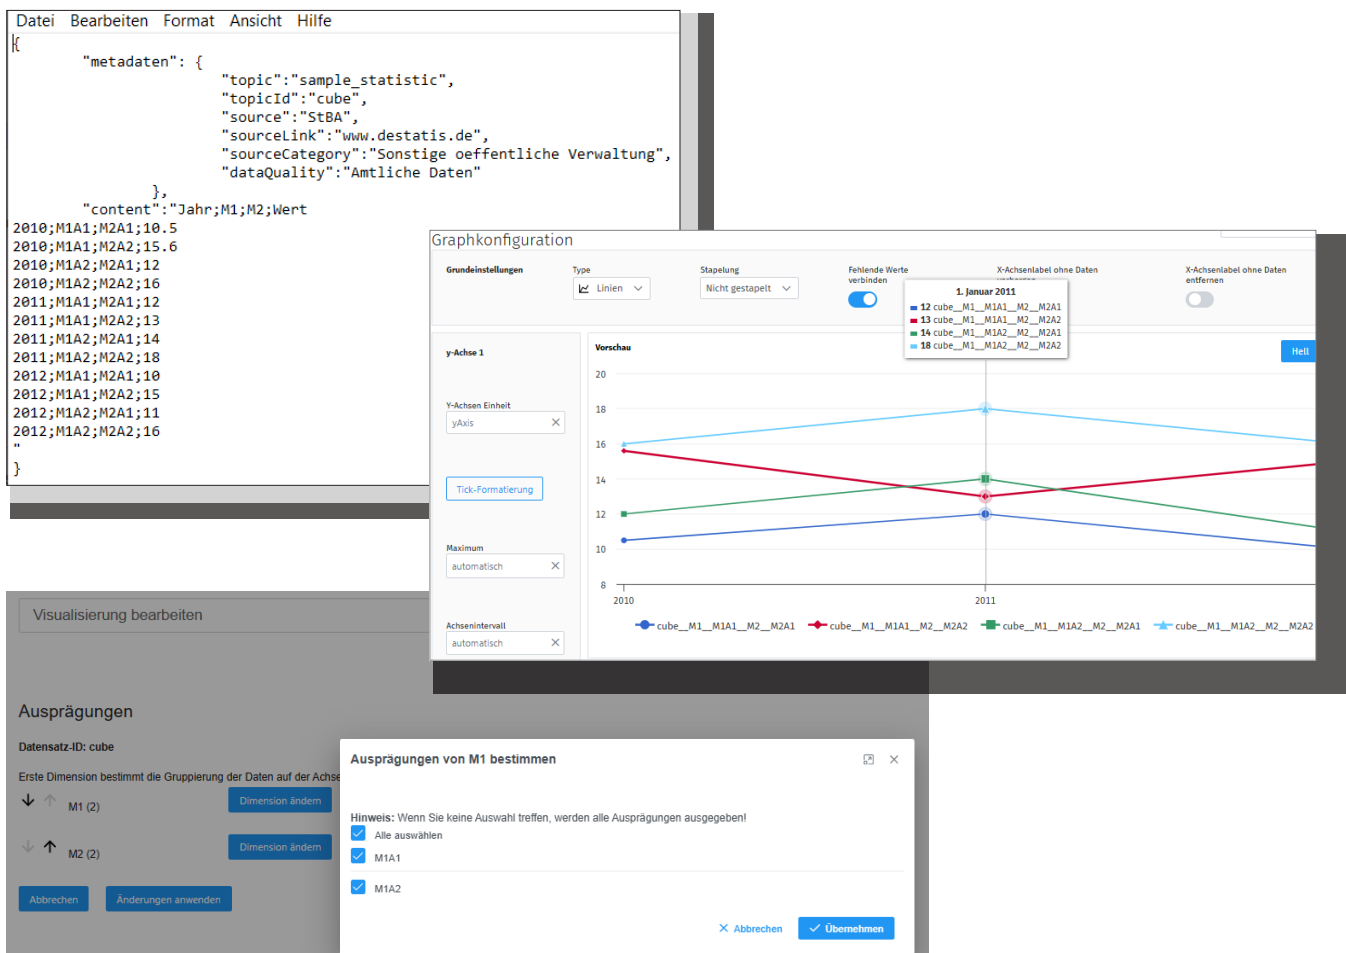 Datei Bearbeiten Format Ansicht Hilfe
{
"metadaten": {
"topic":"sample_statistic",
"topicId":"cube",
"source":"StBA",
"sourceLink":"www.destatis.de",
"sourceCategory":"Sonstige oeffentliche Verwaltung",
"dataQuality":"Amtliche Daten"
},
"content":"Jahr;M1;M2;Wert
2010;M1A1;M2A1;10.5
2010;M1A1;M2A2;15.6
2010;M1A2;M2A1;12
2010;M1A2;M2A2;16
2011;M1A1;M2A1;12
2011;M1A1;M2A2;13
2011;M1A2;M2A1;14
2011;M1A2;M2A2;18
2012;M1A1;M2A1;10
2012;M1A1;M2A2;15
2012;M1A2;M2A1;11
2012;M1A2;M2A2;16
"
}
Graphkonfiguration
Grundeinstellungen
Type
Linien
Stapelung
Nicht gestapelt
Fehlende Werte
verbinden
X-Achsenlabel ohne Daten
X-Achsenlabel ohne Daten
entfernen
1. Januar 2011
12 cube__M1__M1A1__M2__M2A1
13 cube__M1__M1A1__M2__M2A2
14 cube__M1__M1A2__M2__M2A1
18 cube__M1__M1A2__M2__M2A2
y-Achse 1
Y-Achsen Einheit
yAxis
Tick-Formatierung
Maximum
automatisch
Achsenintervall
automatisch
Vorschau
Hell
20
18
16
14
12
10
8
2010
2011
cube__M1__M1A1__M2__M2A1
cube__M1__M1A1__M2__M2A2
cube__M1__M1A2__M2__M2A1
cube__M1__M1A2__M2__M2A2
Visualisierung bearbeiten
Ausprägungen
Datensatz-ID: cube
Erste Dimension bestimmt die Gruppierung der Daten auf der Achse
M1 (2)
Dimension ändern
M2 (2)
Dimension ändern
Abbrechen
Änderungen anwenden
Ausprägungen von M1 bestimmen
Hinweis: Wenn Sie keine Auswahl treffen, werden alle Ausprägungen ausgegeben!
Alle auswählen
M1A1
M1A2
Abbrechen
Übernehmen